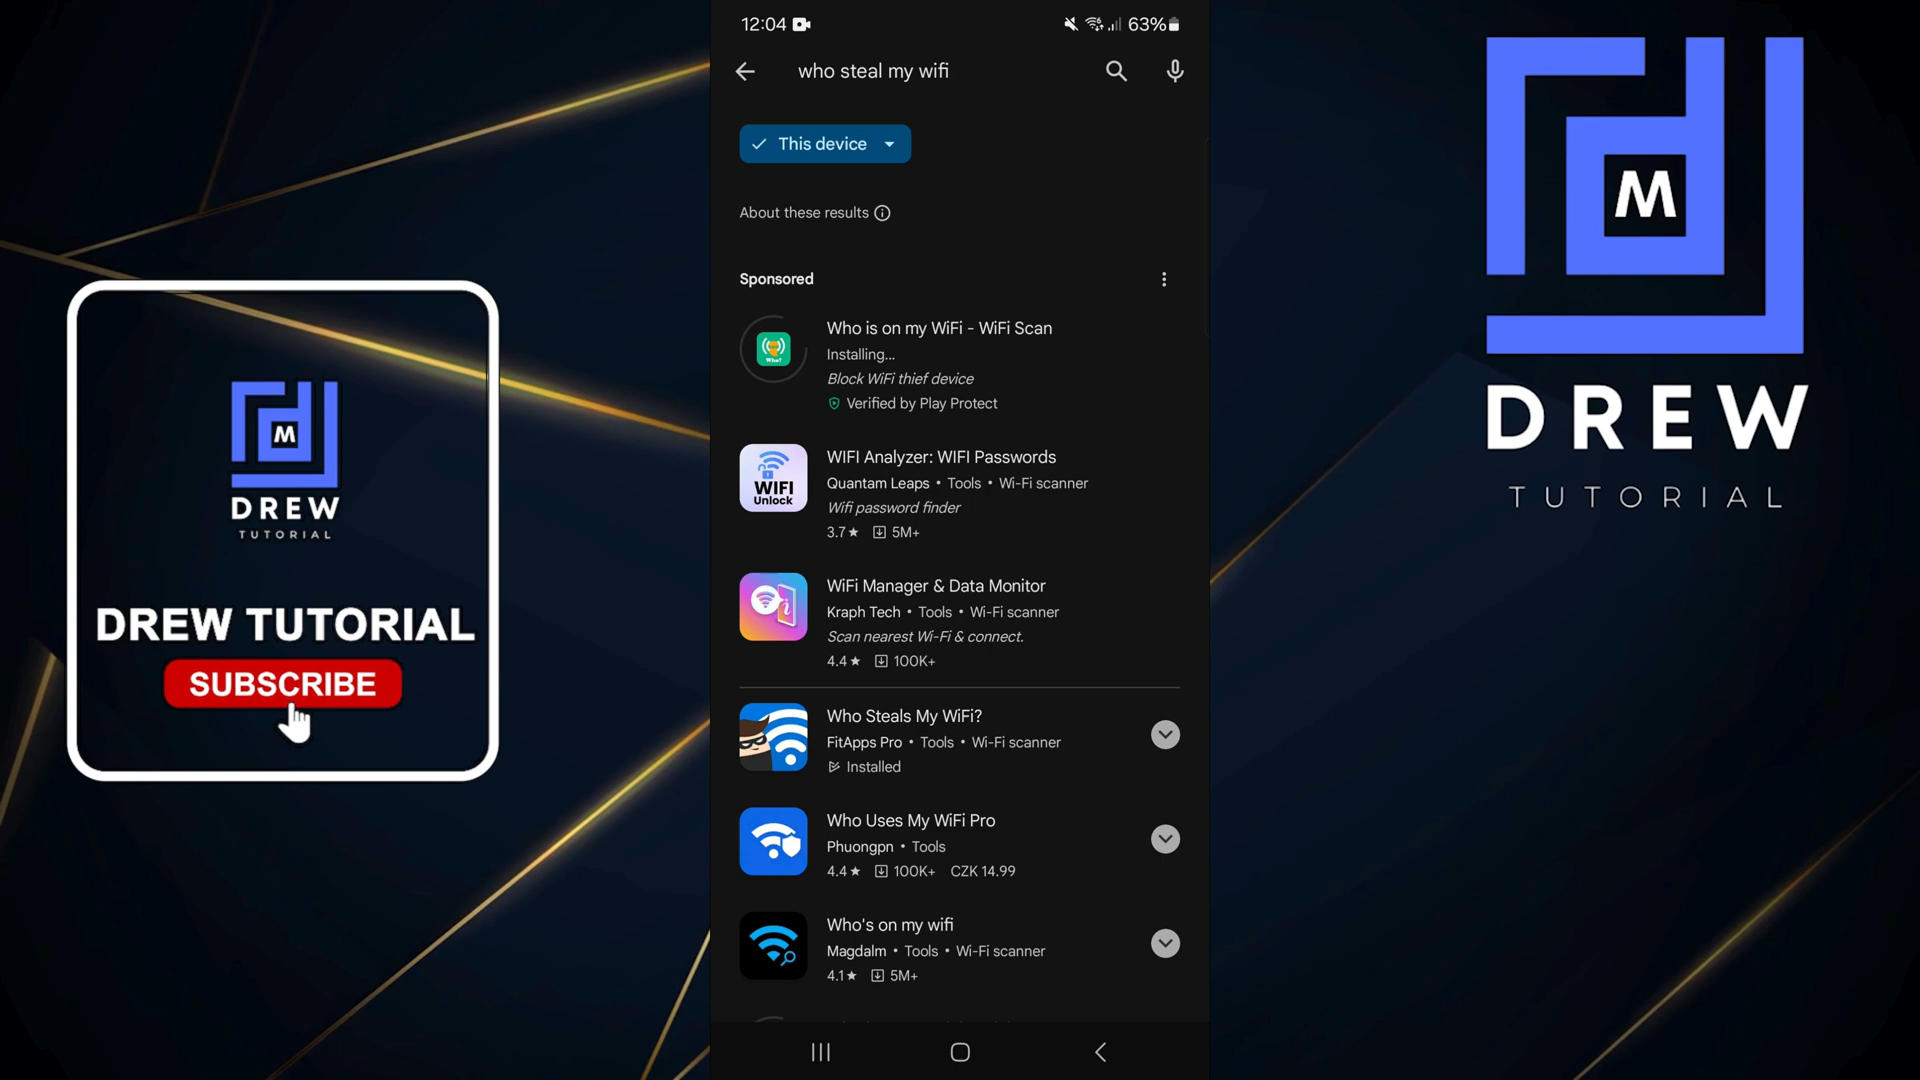 12:04
63%
who steal my wifi
This device
About these results
Sponsored
Who is on my WiFi - WiFi Scan
Installing...
Block WiFi thief device
Verified by Play Protect
Who?
WIFI Analyzer: WIFI Passwords
Quantam Leaps • Tools • Wi-Fi scanner
Wifi password finder
3.7★ 5M+
WIFI
Unlock
WiFi Manager & Data Monitor
Kraph Tech • Tools • Wi-Fi scanner
Scan nearest Wi-Fi & connect.
4.4★ 100K+
Who Steals My WiFi?
FitApps Pro • Tools • Wi-Fi scanner
Installed
Who Uses My WiFi Pro
Phuongpn • Tools
4.4★ 100K+ CZK 14.99
Who's on my wifi
Magdalm • Tools • Wi-Fi scanner
4.1★ 5M+
M
DREW
TUTORIAL
DREW TUTORIAL
SUBSCRIBE
M
DREW
TUTORIAL